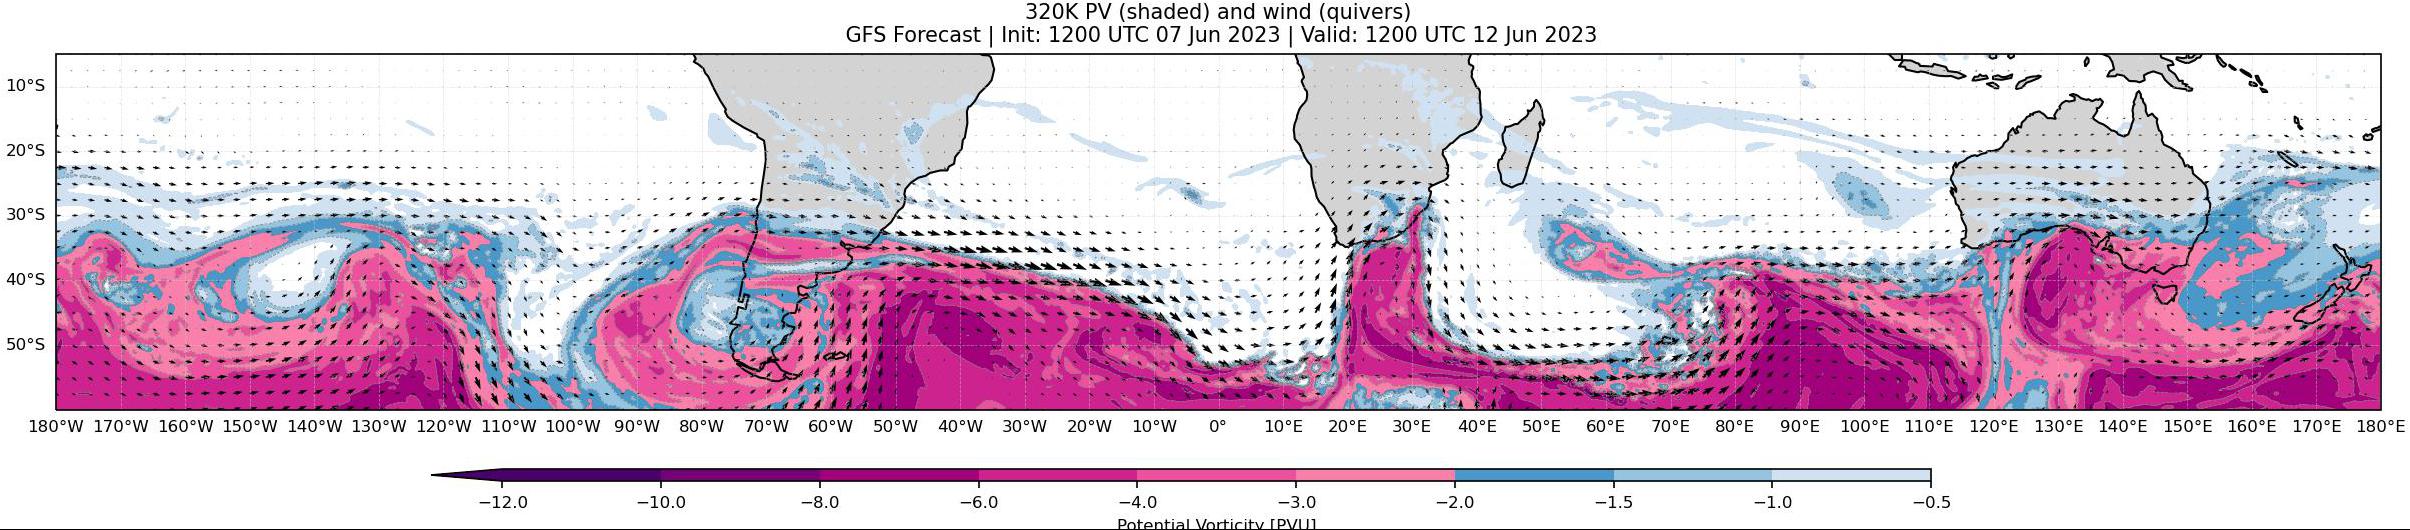 320K PV (shaded) and wind (quivers)
GFS Forecast | Init: 1200 UTC 07 Jun 2023 | Valid: 1200 UTC 12 Jun 2023
10°S
20°S
30°S
40°S
50°S
180°W 170°W 160°W 150°W 140°W 130°W 120°W 110°W 100°W 90°W 80°W 70°W 60°W 50°W 40°W 30°W 20°W 10°W 0° 10°E 20°E 30°E 40°E 50°E 60°E 70°E 80°E 90°E 100°E 110°E 120°E 130°E 140°E 150°E 160°E 170°E 180°E
−12.0 −10.0 −8.0 −6.0 −4.0 −3.0 −2.0 −1.5 −1.0 −0.5
Potential Vorticity [PVU]